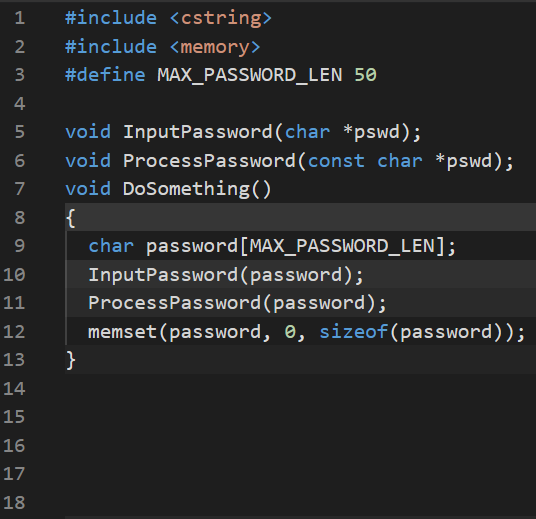 1 #include <cstring>
2 #include <memory>
3 #define MAX_PASSWORD_LEN 50
4
5 void InputPassword(char *pswd);
6 void ProcessPassword(const char *pswd);
7 void DoSomething()
8 {
9   char password[MAX_PASSWORD_LEN];
10   InputPassword(password);
11   ProcessPassword(password);
12   memset(password, 0, sizeof(password));
13 }
14
15
16
17
18